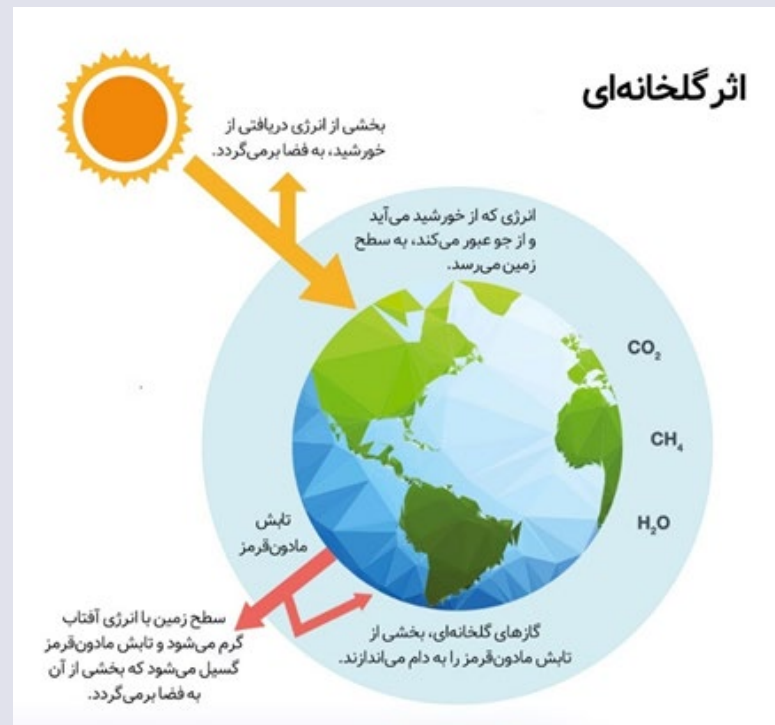 اثر گلخانه‌ای
بخشی از انرژی دریافتی از
خورشید، به فضا برمی‌گردد.
انرژی که از خورشید می‌آید
و از جو عبور می‌کند، به سطح
زمین می‌رسد.
CO₂
CH₄
H₂O
تابش
مادون‌قرمز
سطح زمین با انرژی آفتاب
گرم می‌شود و تابش مادون‌قرمز
گسیل می‌شود که بخشی از آن
به فضا برمی‌گردد.
گازهای گلخانه‌ای، بخشی از
تابش مادون‌قرمز را به دام می‌اندازند.